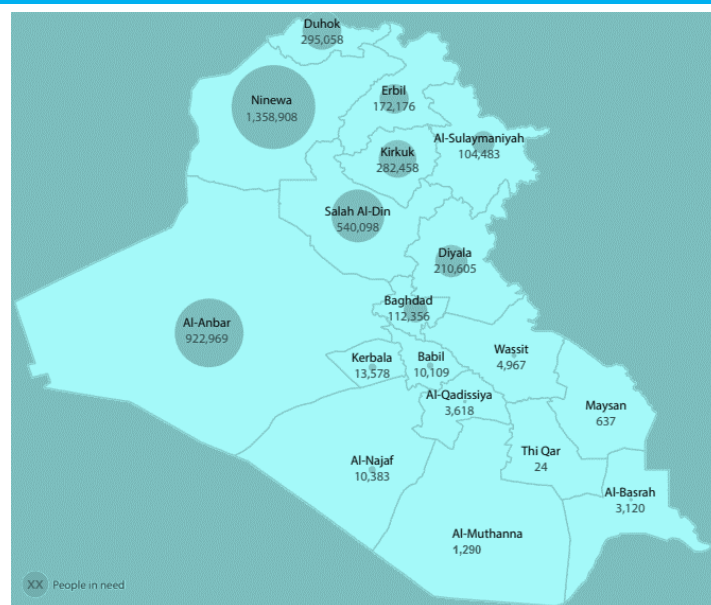 Duhok
295,058
Ninewa
1,358,908
Erbil
172,176
Al-Sulaymaniyah
104,483
Kirkuk
282,458
Salah Al-Din
540,098
Diyala
210,605
Baghdad
112,356
Al-Anbar
922,969
Kerbala
13,578
Babil
10,109
Wassit
4,967
Al-Qadissiya
3,618
Maysan
637
Al-Najaf
10,383
Thi Qar
24
Al-Basrah
3,120
Al-Muthanna
1,290
XX People in need